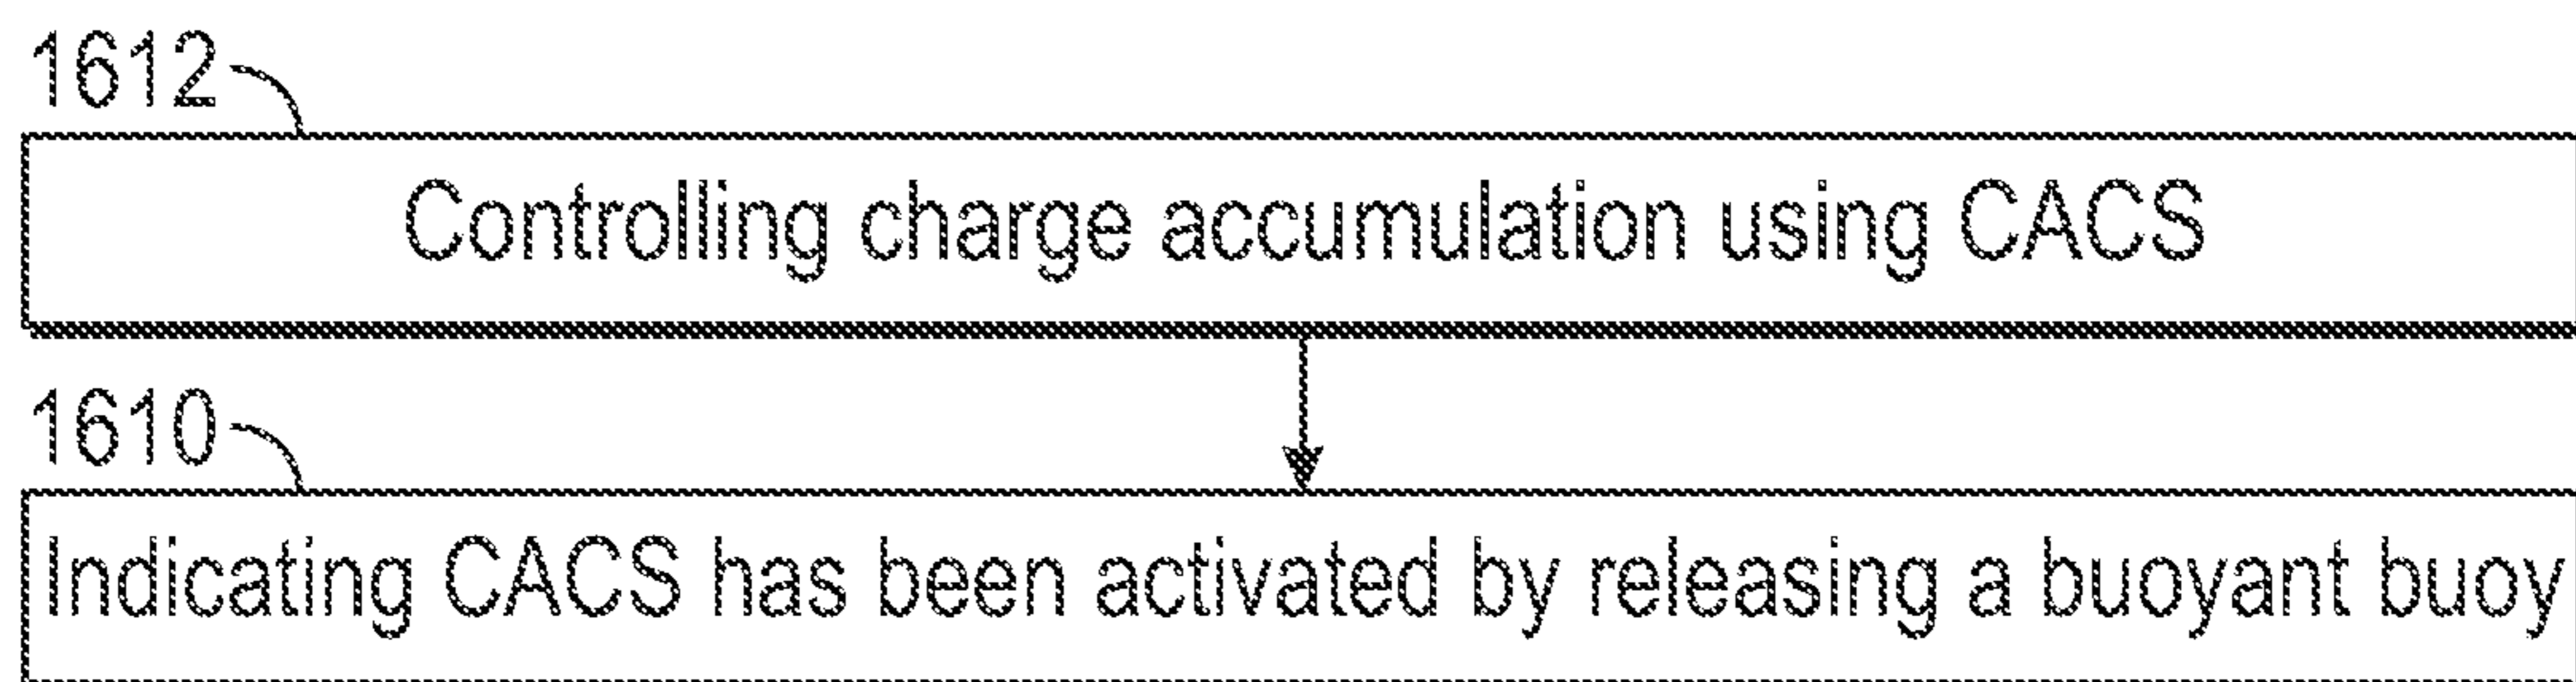 1612
Controlling charge accumulation using CACS
1610
Indicating CACS has been activated by releasing a buoyant buoy